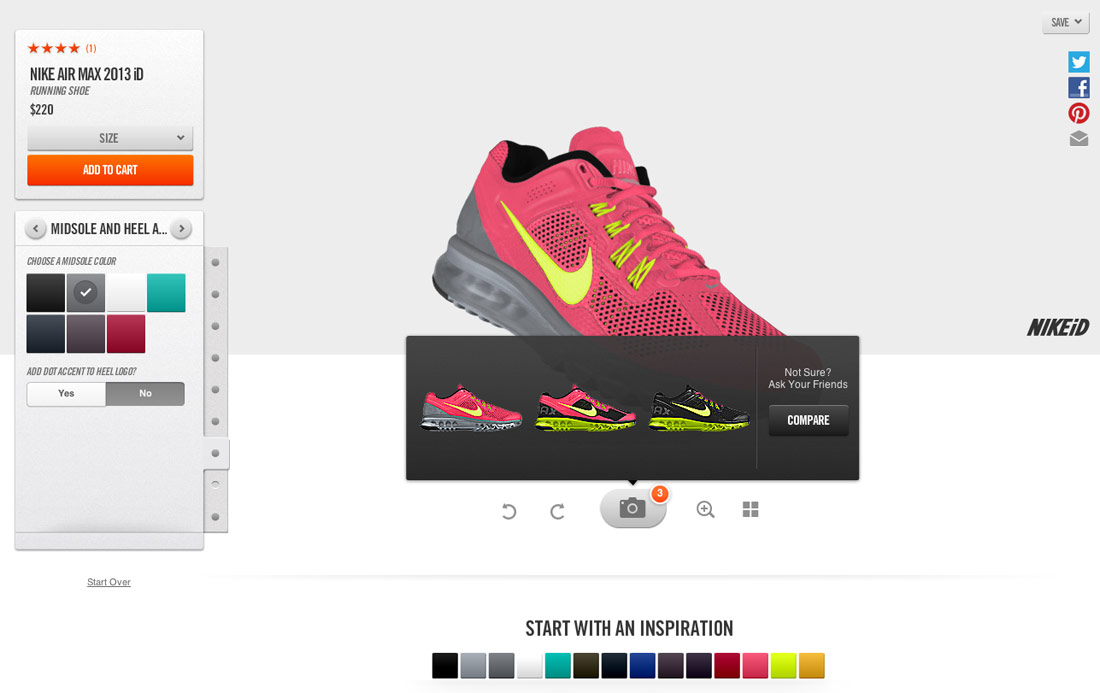 SAVE
(1)
NIKE AIR MAX 2013 iD
RUNNING SHOE
$220
SIZE
ADD TO CART
MIDSOLE AND HEEL A...
CHOOSE A MIDSOLE COLOR
ADD DOT ACCENT TO HEEL LOGO?
Yes
No
NIKEiD
Not Sure?
Ask Your Friends
COMPARE
3
Start Over
START WITH AN INSPIRATION